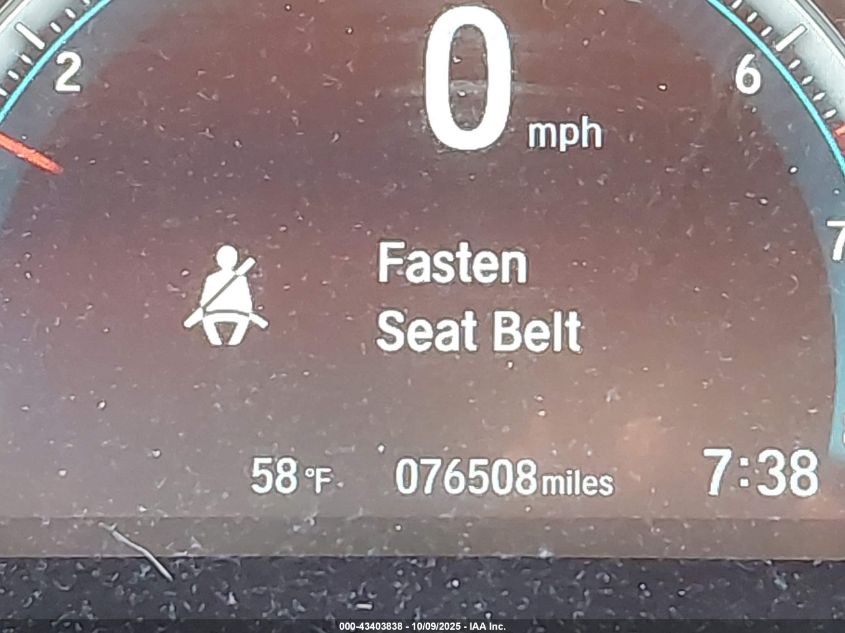 2
0 mph
6
7
Fasten
Seat Belt
58 °F
076508 miles
7:38
000-43403838 - 10/09/2025 - IAA Inc.